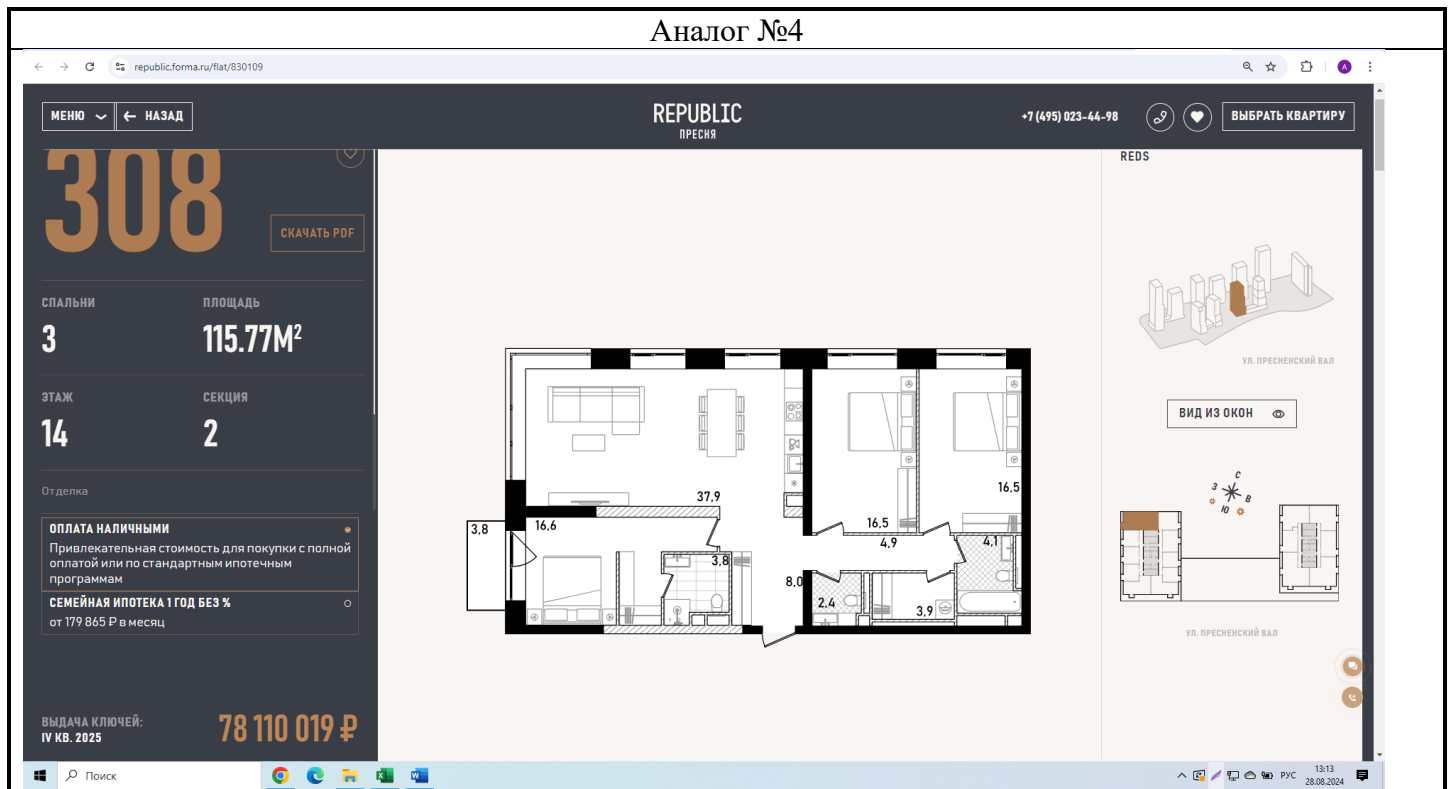 Аналог №4
republic.forma.ru/flat/830109
A
МЕНЮ
← НАЗАД
REPUBLIC
ПРЕСНЯ
+7 (495) 023-44-98
ВЫБРАТЬ КВАРТИРУ
308
СКАЧАТЬ PDF
СПАЛЬНИ
ПЛОЩАДЬ
3
115.77М²
ЭТАЖ
СЕКЦИЯ
14
2
Отделка
ОПЛАТА НАЛИЧНЫМИ
Привлекательная стоимость для покупки с полной
оплатой или по стандартным ипотечным
программам
СЕМЕЙНАЯ ИПОТЕКА 1 ГОД БЕЗ %
от 179 865 ₽ в месяц
ВЫДАЧА КЛЮЧЕЙ:
IV КВ. 2025
78 110 019 ₽
37,9
16,5
16,5
3,8
16,6
4,9
4,1
3,8
8,0
2,4
3,9
REDS
УЛ. ПРЕСНЕНСКИЙ ВАЛ
ВИД ИЗ ОКОН
С
З
В
Ю
УЛ. ПРЕСНЕНСКИЙ ВАЛ
Поиск
РУС
13:13
28.08.2024